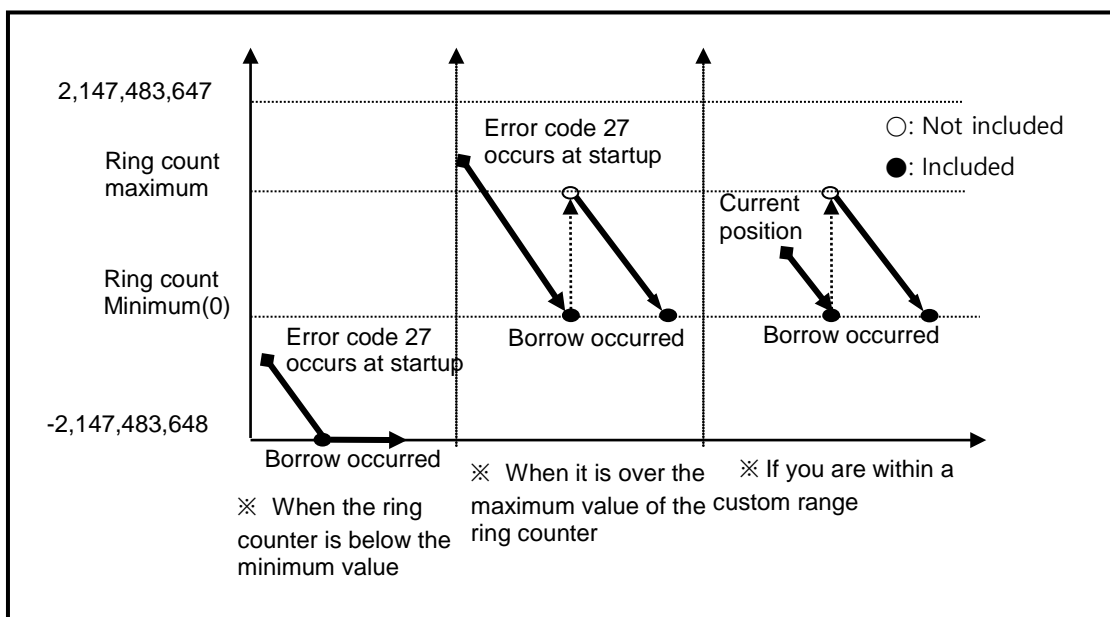 2,147,483,647
Ring count
maximum
Ring count
Minimum(0)
-2,147,483,648
Error code 27
occurs at startup
Borrow occurred
※ When the ring
counter is below the
minimum value
Error code 27
occurs at startup
Borrow occurred
※ When it is over the
maximum value of the
ring counter
○: Not included
●: Included
Current
position
Borrow occurred
※ If you are within a
custom range